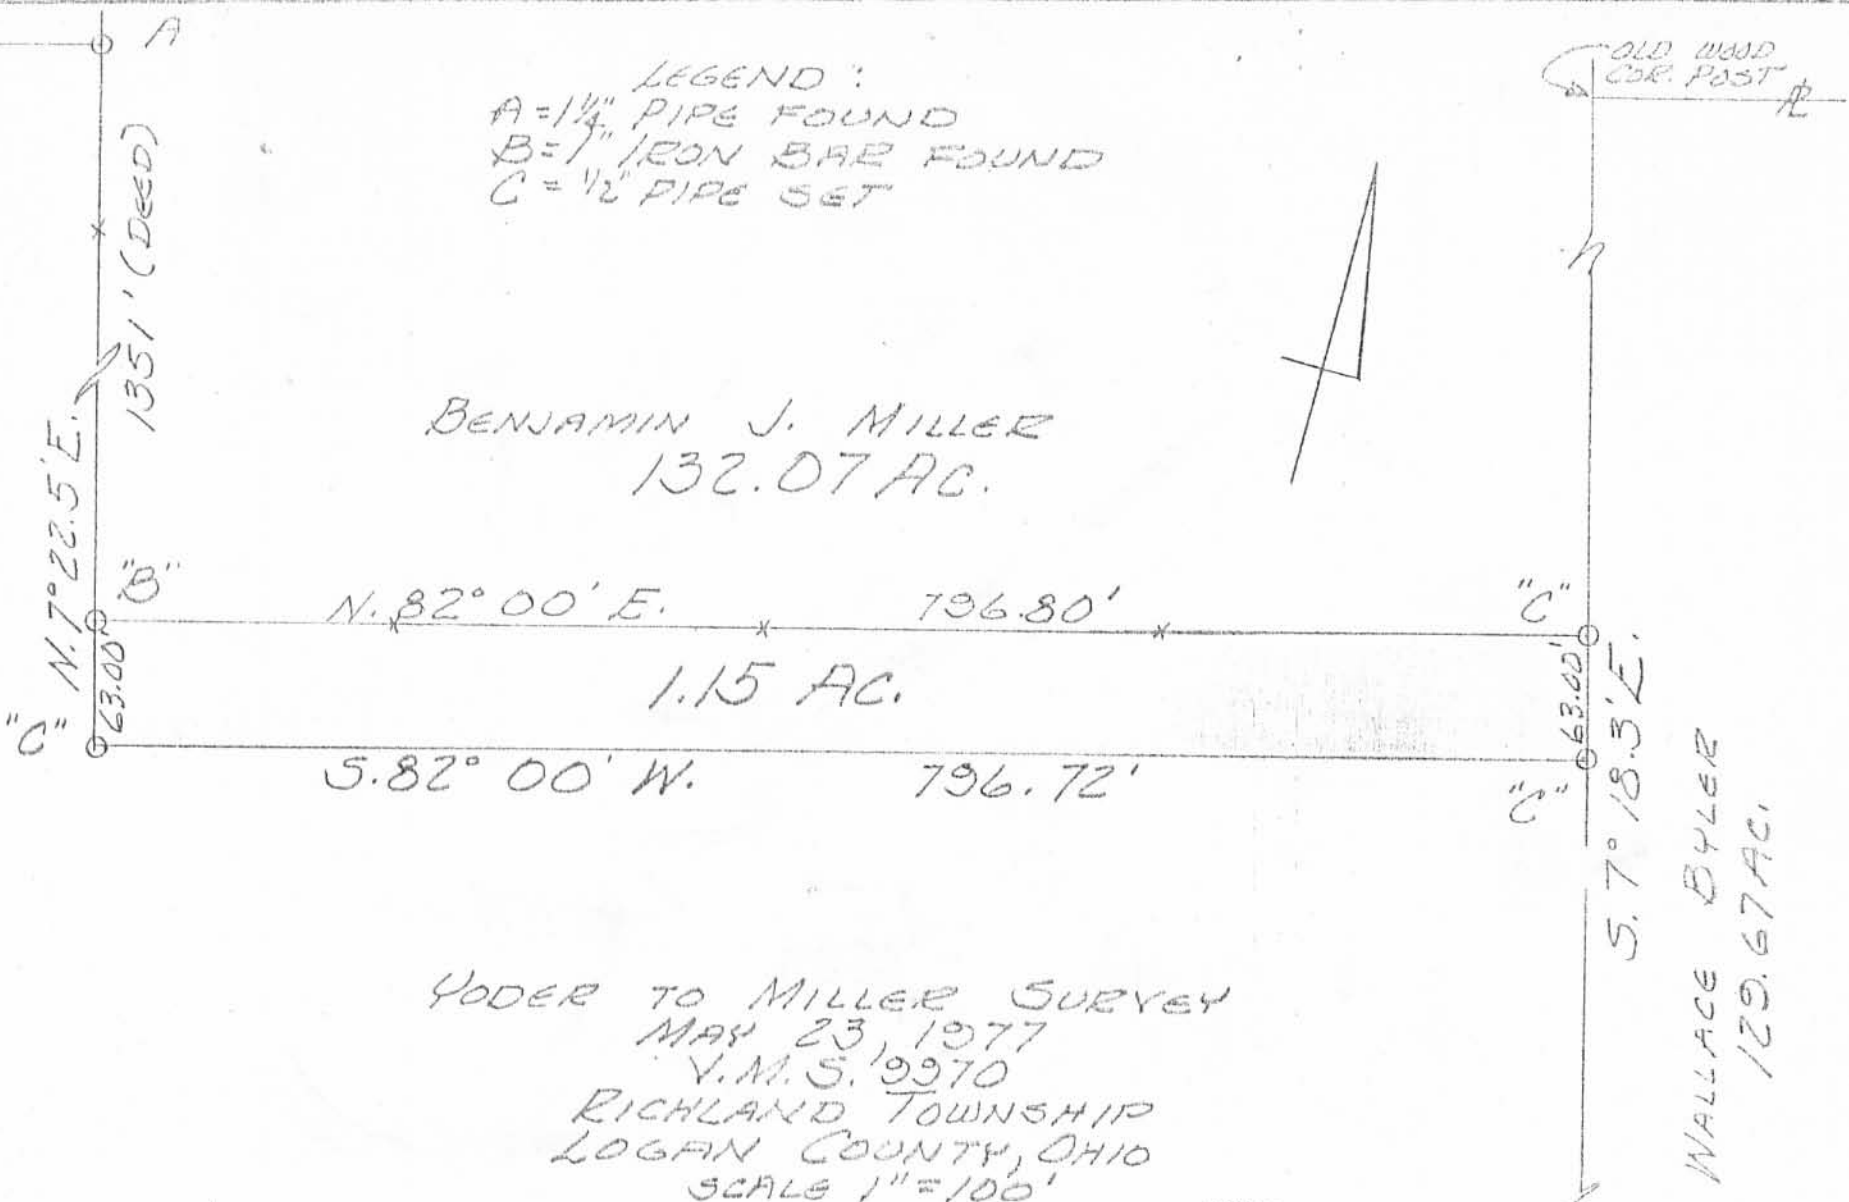 A
OLD WOOD
COR. POST
LEGEND:
A = 1¼" PIPE FOUND
B = 1" IRON BAR FOUND
C = ½" PIPE SET
1351' (DEED)
BENJAMIN J. MILLER
132.07 AC.
N. 7° 22.5' E.
"B"
N. 82° 00' E. 796.80'
"C"
63.00'
1.15 AC.
63.00'
"C"
S. 82° 00' W. 796.72'
"C"
S. 7° 18.3' E.
WALLACE BYLER
129.67 AC.
YODER TO MILLER SURVEY
MAY 23, 1977
V.M.S. 9970
RICHLAND TOWNSHIP
LOGAN COUNTY, OHIO
SCALE 1" = 100'